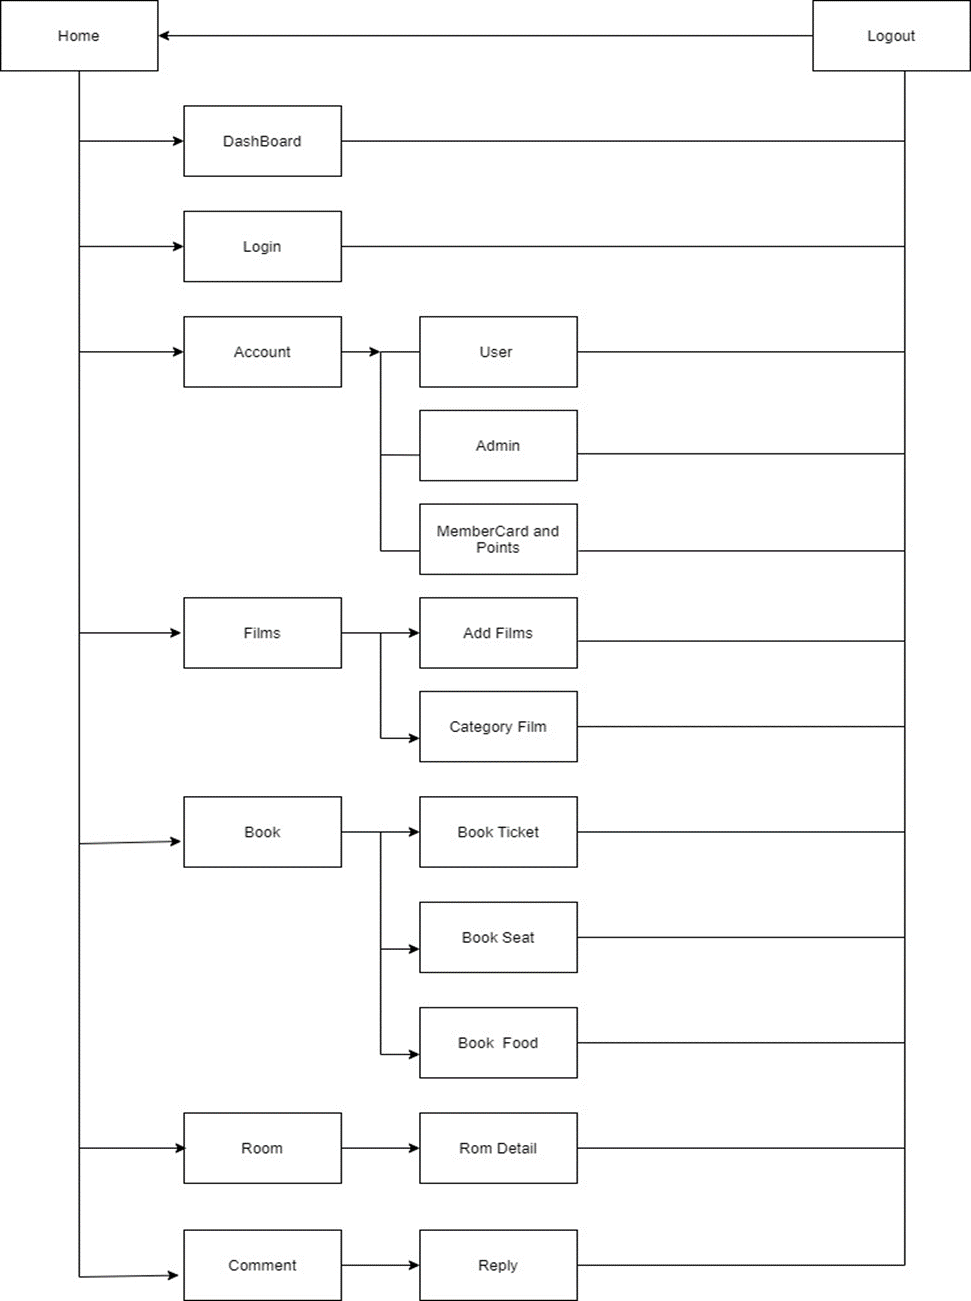 Home
Logout
DashBoard
Login
Account
User
Admin
MemberCard and
Points
Films
Add Films
Category Film
Book
Book Ticket
Book Seat
Book  Food
Room
Rom Detail
Comment
Reply